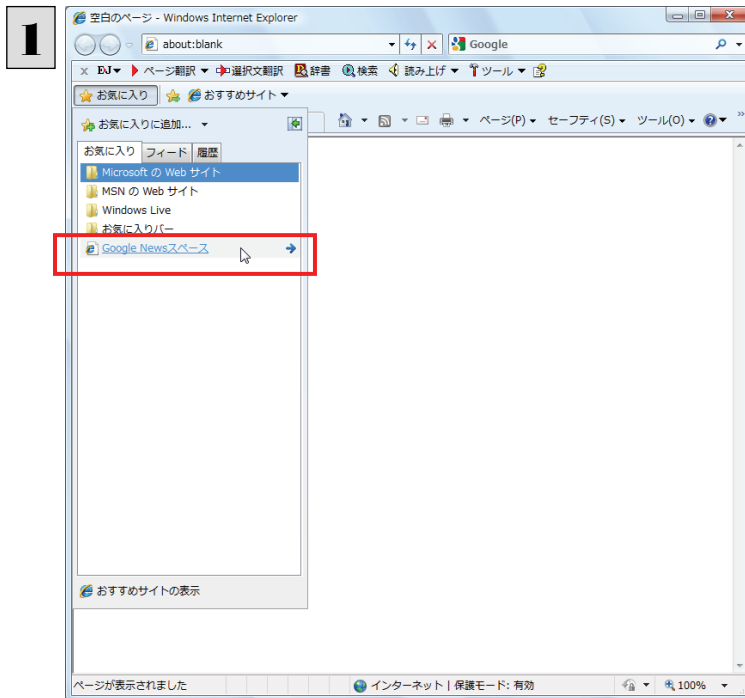 1
空白のページ - Windows Internet Explorer
about:blank
Google
x EJ ページ翻訳 選択文翻訳 辞書 検索 読み上げ ツール
お気に入り おすすめサイト
お気に入りに追加...
ページ(P) セーフティ(S) ツール(O) »
お気に入り フィード 履歴
Microsoft の Web サイト
MSN の Web サイト
Windows Live
お気に入りバー
Google Newsスペース
おすすめサイトの表示
ページが表示されました インターネット | 保護モード: 有効 100%